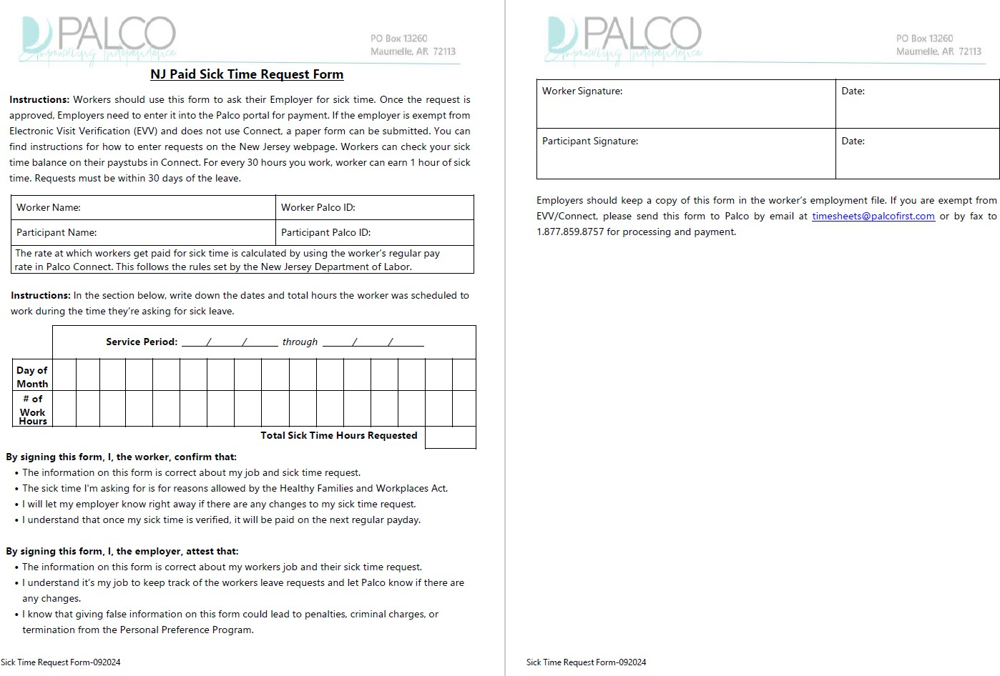 PALCO
Empowering Independence
PO Box 13260
Maumelle, AR 72113
NJ Paid Sick Time Request Form
Instructions: Workers should use this form to ask their Employer for sick time. Once the request is
approved, Employers need to enter it into the Palco portal for payment. If the employer is exempt from
Electronic Visit Verification (EVV) and does not use Connect, a paper form can be submitted. You can
find instructions for how to enter requests on the New Jersey webpage. Workers can check your sick
time balance on their paystubs in Connect. For every 30 hours you work, worker can earn 1 hour of sick
time. Requests must be within 30 days of the leave.
Worker Name: Worker Palco ID:
Participant Name: Participant Palco ID:
The rate at which workers get paid for sick time is calculated by using the worker's regular pay
rate in Palco Connect. This follows the rules set by the New Jersey Department of Labor.
Instructions: In the section below, write down the dates and total hours the worker was scheduled to
work during the time they're asking for sick leave.
Service Period: ____/____/____ through ____/____/____
Day of
Month
# of
Work
Hours
Total Sick Time Hours Requested
By signing this form, I, the worker, confirm that:
• The information on this form is correct about my job and sick time request.
• The sick time I'm asking for is for reasons allowed by the Healthy Families and Workplaces Act.
• I will let my employer know right away if there are any changes to my sick time request.
• I understand that once my sick time is verified, it will be paid on the next regular payday.
By signing this form, I, the employer, attest that:
• The information on this form is correct about my workers job and their sick time request.
• I understand it's my job to keep track of the workers leave requests and let Palco know if there are
any changes.
• I know that giving false information on this form could lead to penalties, criminal charges, or
termination from the Personal Preference Program.
Sick Time Request Form-092024
PALCO
Empowering Independence
PO Box 13260
Maumelle, AR 72113
Worker Signature: Date:
Participant Signature: Date:
Employers should keep a copy of this form in the worker's employment file. If you are exempt from
EVV/Connect, please send this form to Palco by email at timesheets@palcofirst.com or by fax to
1.877.859.8757 for processing and payment.
Sick Time Request Form-092024